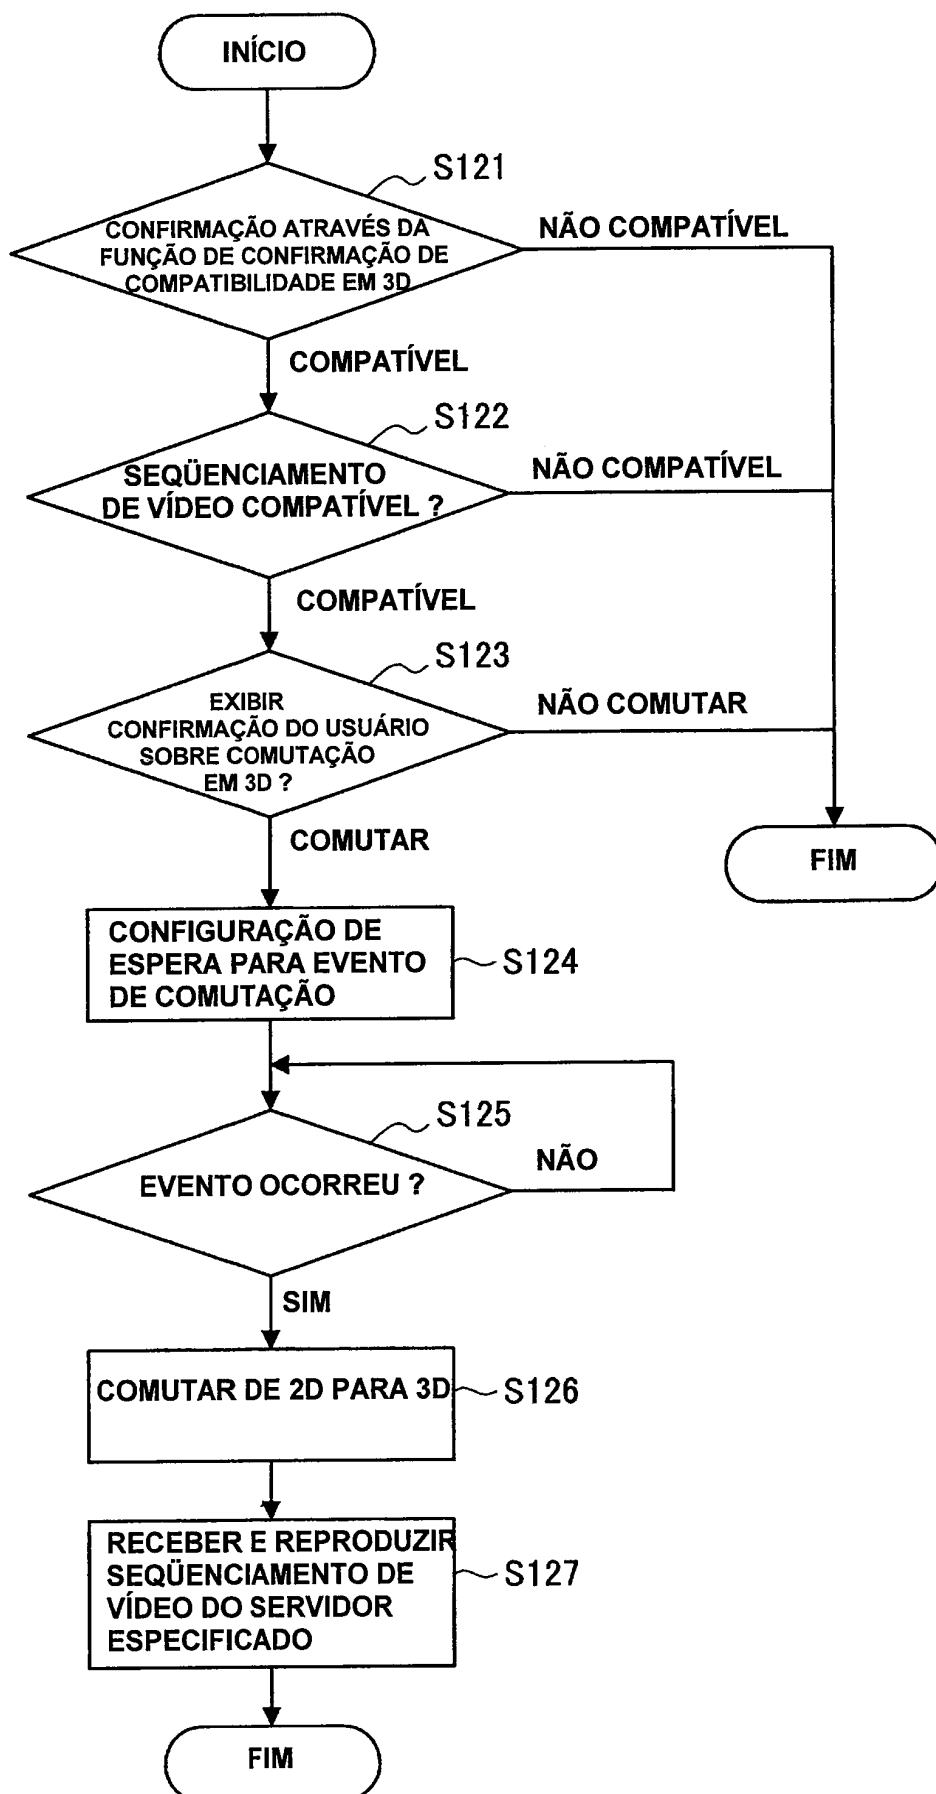 INÍCIO
S121
CONFIRMAÇÃO ATRAVÉS DA
FUNÇÃO DE CONFIRMAÇÃO DE
COMPATIBILIDADE EM 3D
NÃO COMPATÍVEL
COMPATÍVEL
S122
SEQÜENCIAMENTO
DE VÍDEO COMPATÍVEL ?
NÃO COMPATÍVEL
COMPATÍVEL
S123
EXIBIR
CONFIRMAÇÃO DO USUÁRIO
SOBRE COMUTAÇÃO
EM 3D ?
NÃO COMUTAR
COMUTAR
FIM
CONFIGURAÇÃO DE
ESPERA PARA EVENTO
DE COMUTAÇÃO
S124
S125
EVENTO OCORREU ?
NÃO
SIM
COMUTAR DE 2D PARA 3D
S126
RECEBER E REPRODUZIR
SEQÜENCIAMENTO DE
VÍDEO DO SERVIDOR
ESPECIFICADO
S127
FIM